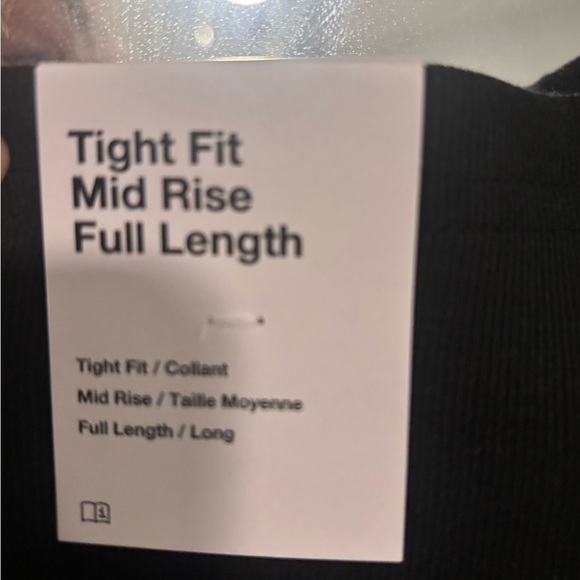 Tight Fit
Mid Rise
Full Length
Tight Fit / Collant
Mid Rise / Taille Moyenne
Full Length / Long